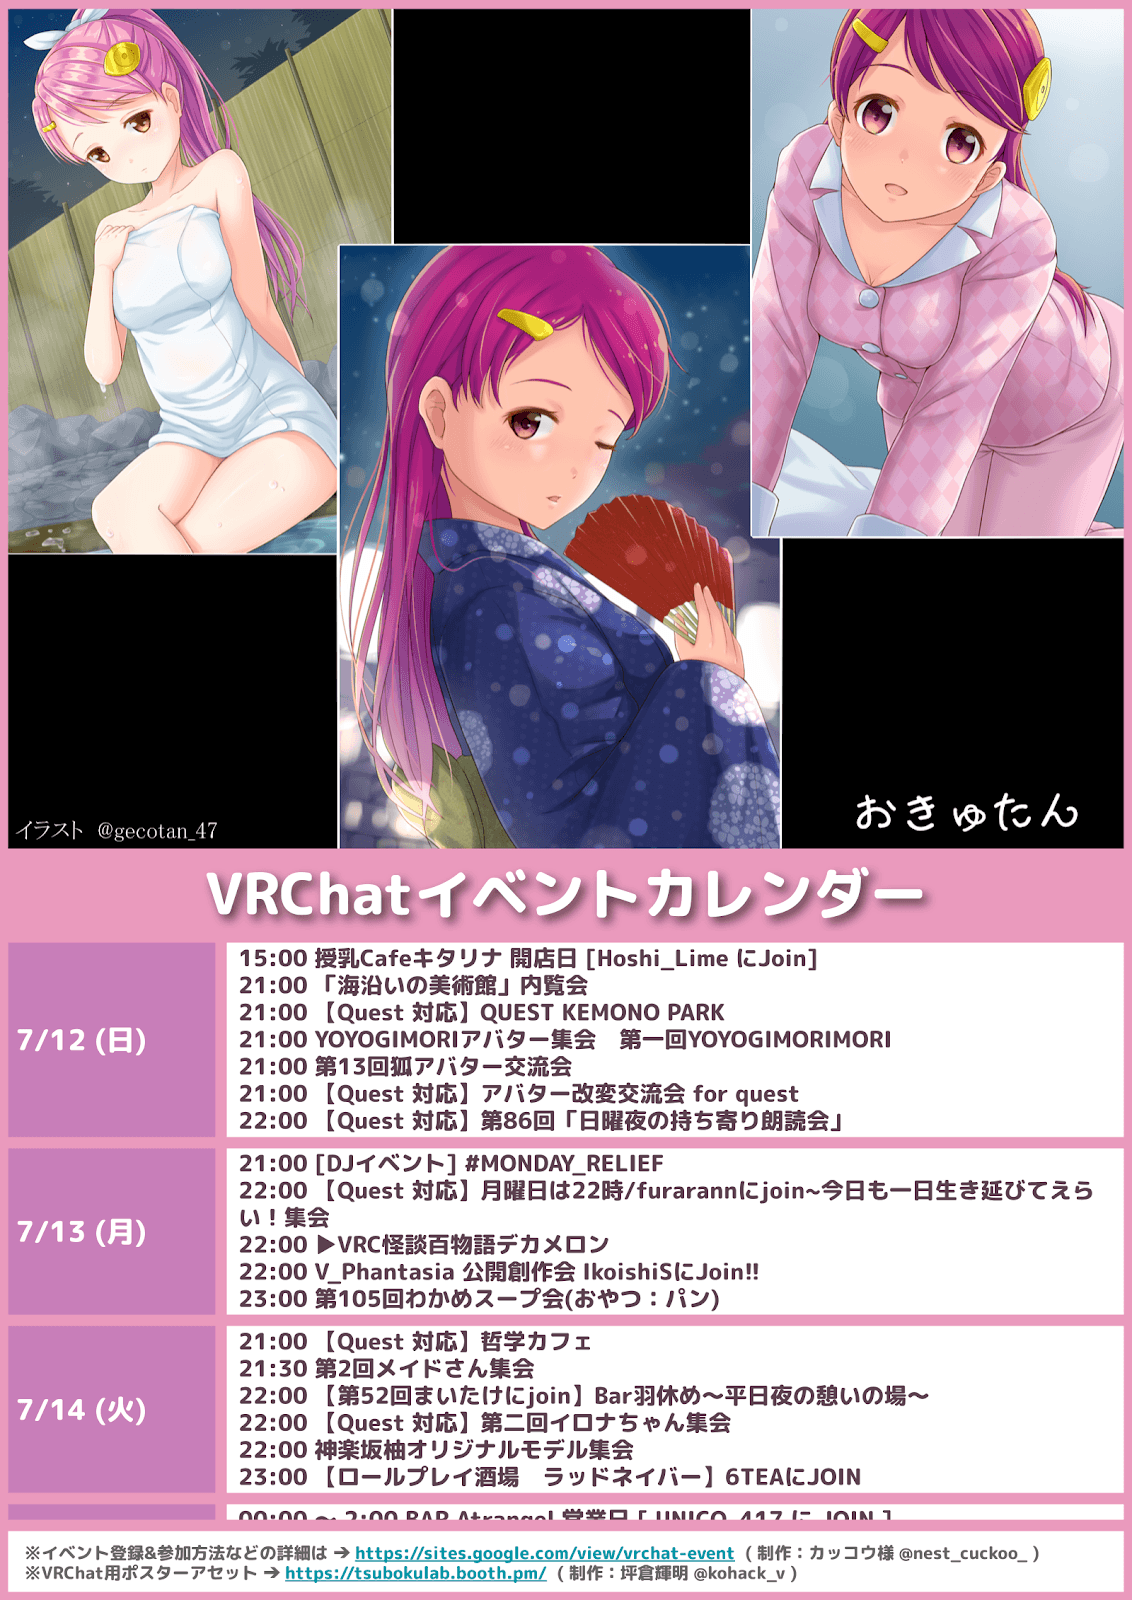 イラスト @gecotan_47
おきゅたん
VRChatイベントカレンダー
7/12 (日)
15:00 授乳Cafeキタリナ 開店日 [Hoshi_Lime にJoin]
21:00 「海沿いの美術館」内覧会
21:00 【Quest 対応】QUEST KEMONO PARK
21:00 YOYOGIMORIアバター集会　第一回YOYOGIMORIMORI
21:00 第13回狐アバター交流会
21:00 【Quest 対応】アバター改変交流会 for quest
22:00 【Quest 対応】第86回「日曜夜の持ち寄り朗読会」
7/13 (月)
21:00 [DJイベント] #MONDAY_RELIEF
22:00 【Quest 対応】月曜日は22時/furarannにjoin~今日も一日生き延びてえら
い！集会
22:00 ▶VRC怪談百物語デカメロン
22:00 V_Phantasia 公開創作会 IkoishiSにJoin!!
23:00 第105回わかめスープ会(おやつ：パン)
7/14 (火)
21:00 【Quest 対応】哲学カフェ
21:30 第2回メイドさん集会
22:00 【第52回まいたけにjoin】Bar羽休め～平日夜の憩いの場～
22:00 【Quest 対応】第二回イロナちゃん集会
22:00 神楽坂柚オリジナルモデル集会
23:00 【ロールプレイ酒場　ラッドネイバー】6TEAにJOIN
00:00 ～ 2:00 BAR Atrangel 営業日 [ UNICO_417 に JOIN ]
※イベント登録&参加方法などの詳細は ➔ https://sites.google.com/view/vrchat-event ( 制作：カッコウ様 @nest_cuckoo_ )
※VRChat用ポスターアセット ➔ https://tsubokulab.booth.pm/ ( 制作：坪倉輝明 @kohack_v )